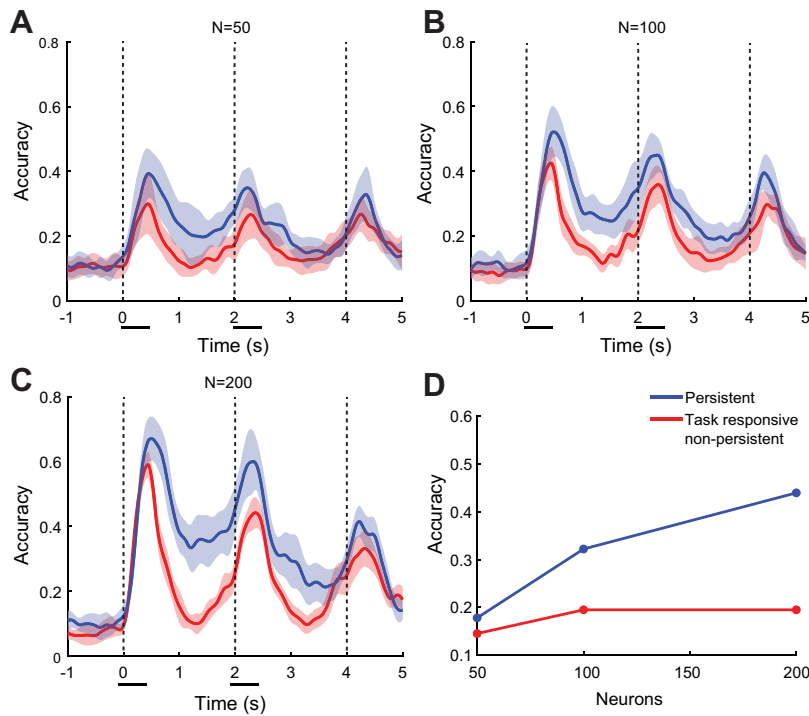 A
N=50
0.8
0.6
0.4
0.2
0
Accuracy
-1 0 1 2 3 4 5
Time (s)
B
N=100
0.8
0.6
0.4
0.2
0
Accuracy
-1 0 1 2 3 4 5
Time (s)
C
N=200
0.8
0.6
0.4
0.2
0
Accuracy
-1 0 1 2 3 4 5
Time (s)
D
Persistent
Task responsive
non-persistent
0.6
0.5
0.4
0.3
0.2
0.1
Accuracy
50 100 150 200
Neurons